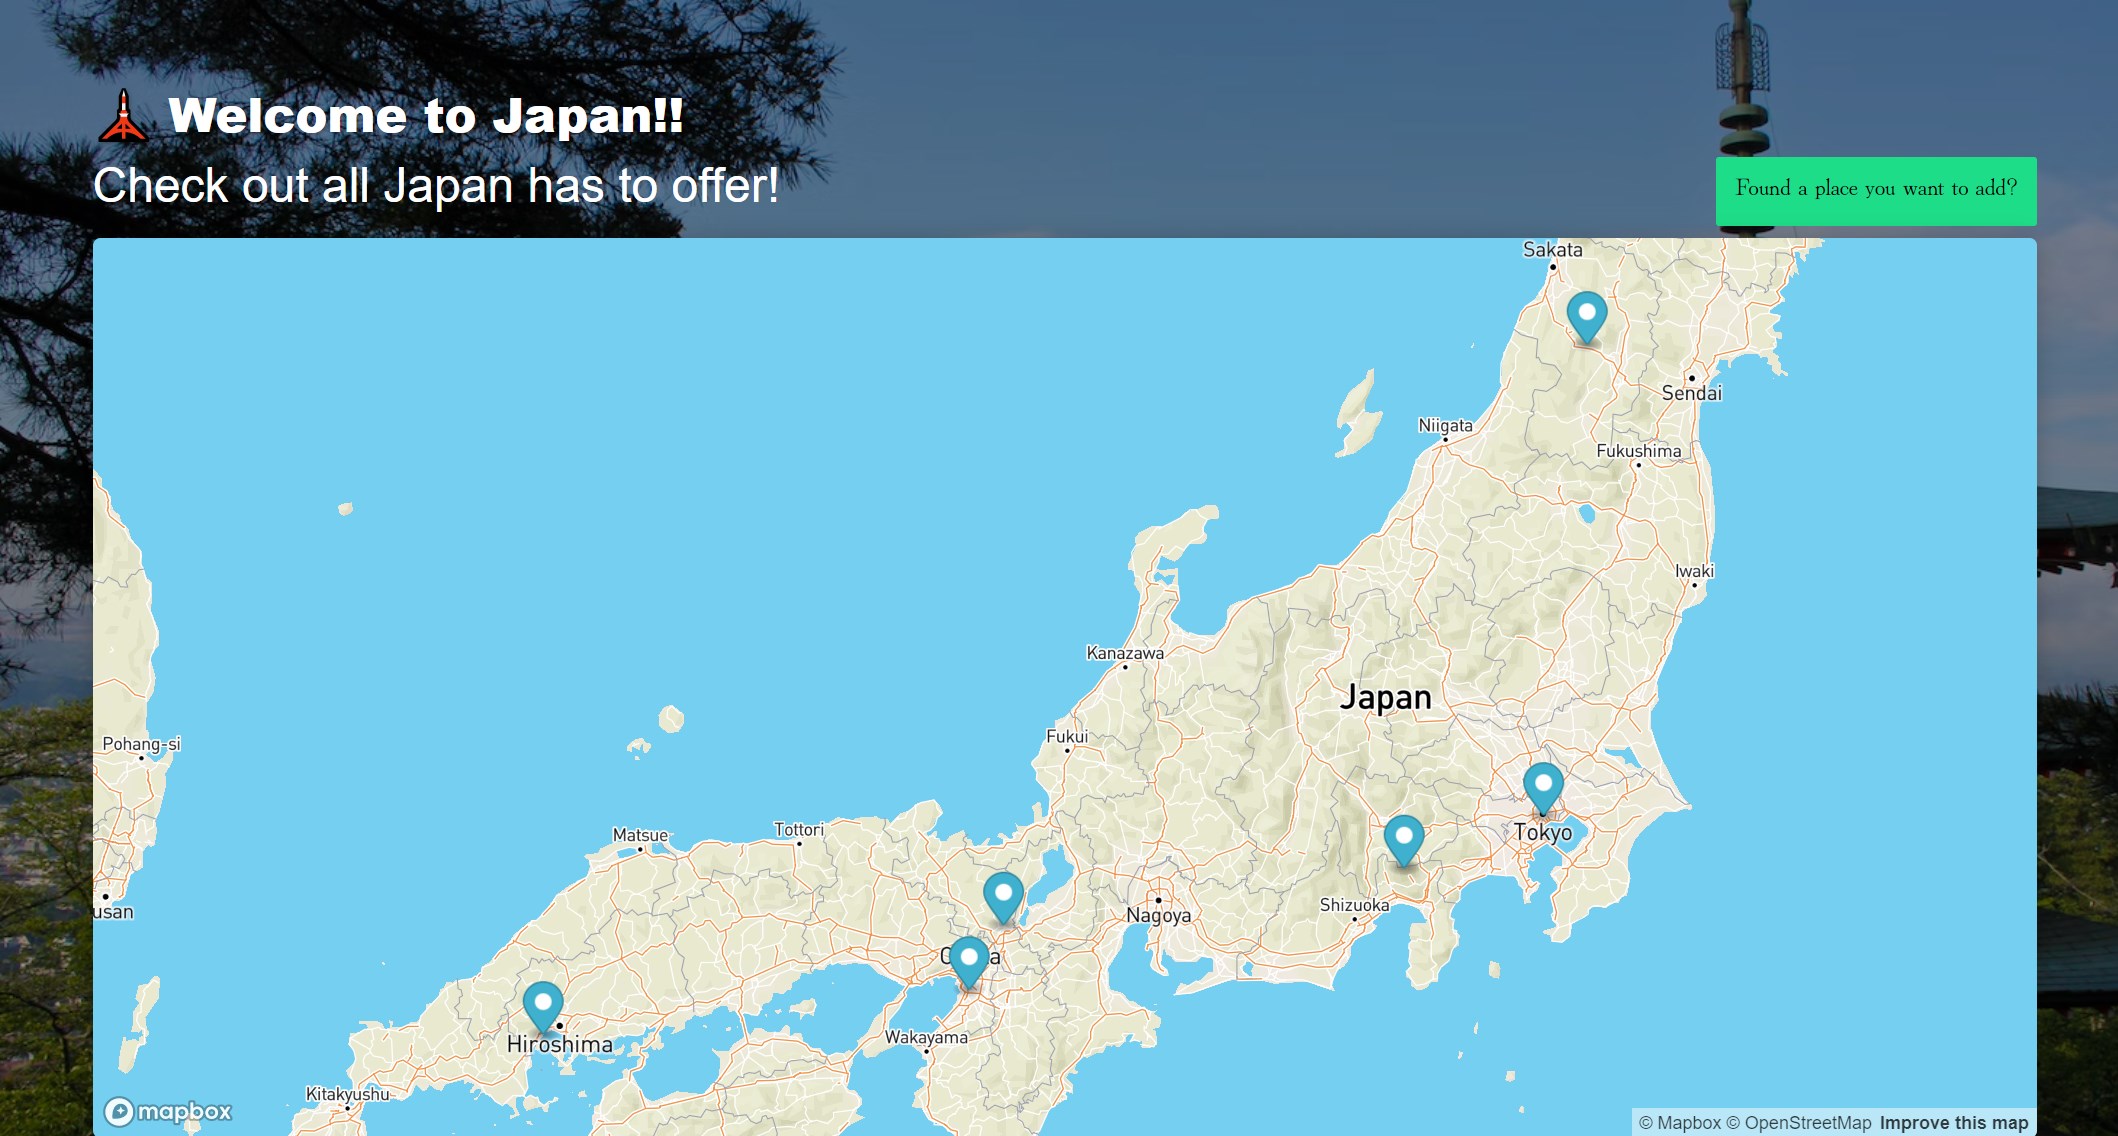 Welcome to Japan!!
Check out all Japan has to offer!
Found a place you want to add?
Sakata
Sendai
Niigata
Fukushima
Iwaki
Kanazawa
Japan
Fukui
Pohang-si
Matsue
Tottori
Tokyo
usan
Nagoya
Shizuoka
Hiroshima
Wakayama
Kitakyushu
mapbox
© Mapbox © OpenStreetMap Improve this map